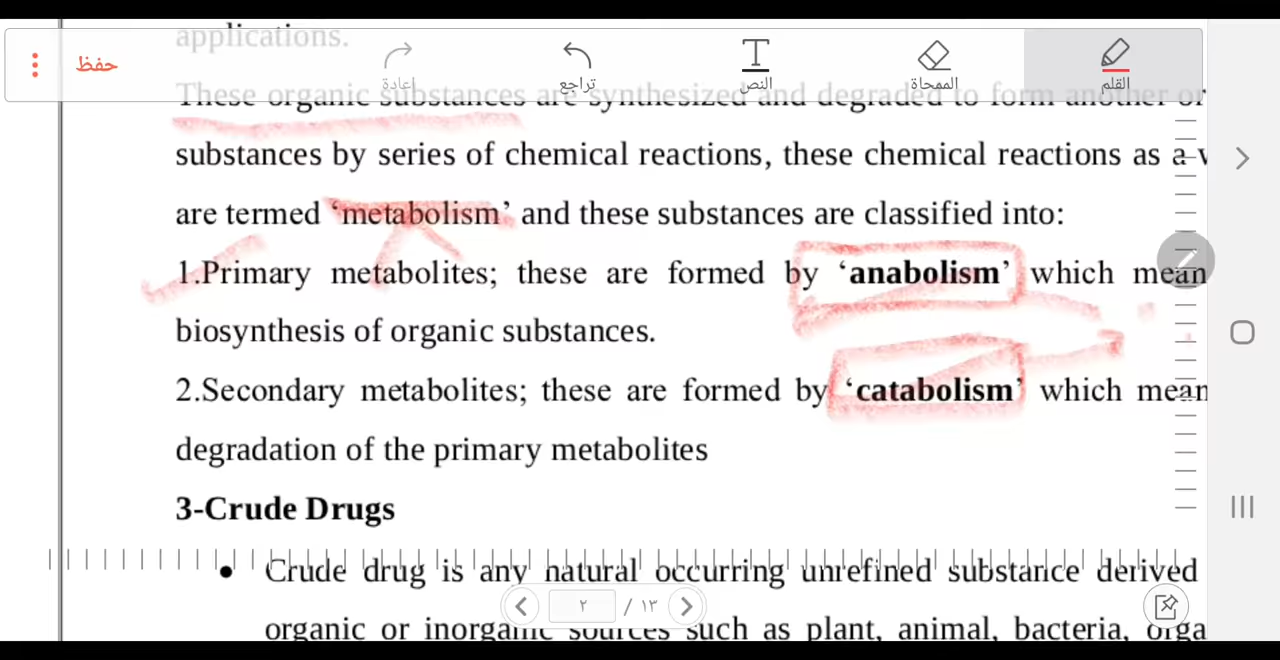 applications.
حفظ
إعادة
تراجع
النص
الممحاة
القلم
These organic substances are synthesized and degraded to form another or
substances by series of chemical reactions, these chemical reactions as a
are termed ‘metabolism’ and these substances are classified into:
1.Primary metabolites; these are formed by ‘anabolism’ which mean
biosynthesis of organic substances.
2.Secondary metabolites; these are formed by ‘catabolism’ which mean
degradation of the primary metabolites
3-Crude Drugs
• Crude drug is any natural occurring unrefined substance derived
organic or inorganic sources such as plant, animal, bacteria, orga
٢ / ١٣